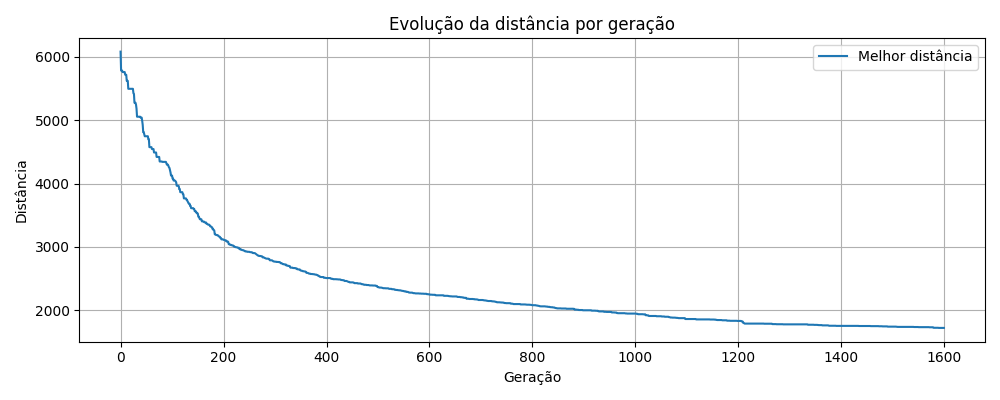 Evolução da distância por geração
Melhor distância
6000
5000
4000
3000
2000
Distância
0 200 400 600 800 1000 1200 1400 1600
Geração